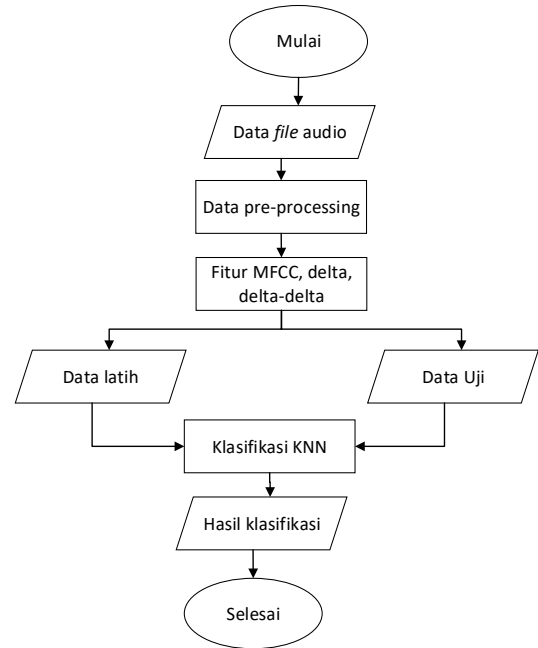 Mulai
Data file audio
Data pre-processing
Fitur MFCC, delta,
delta-delta
Data latih
Data Uji
Klasifikasi KNN
Hasil klasifikasi
Selesai